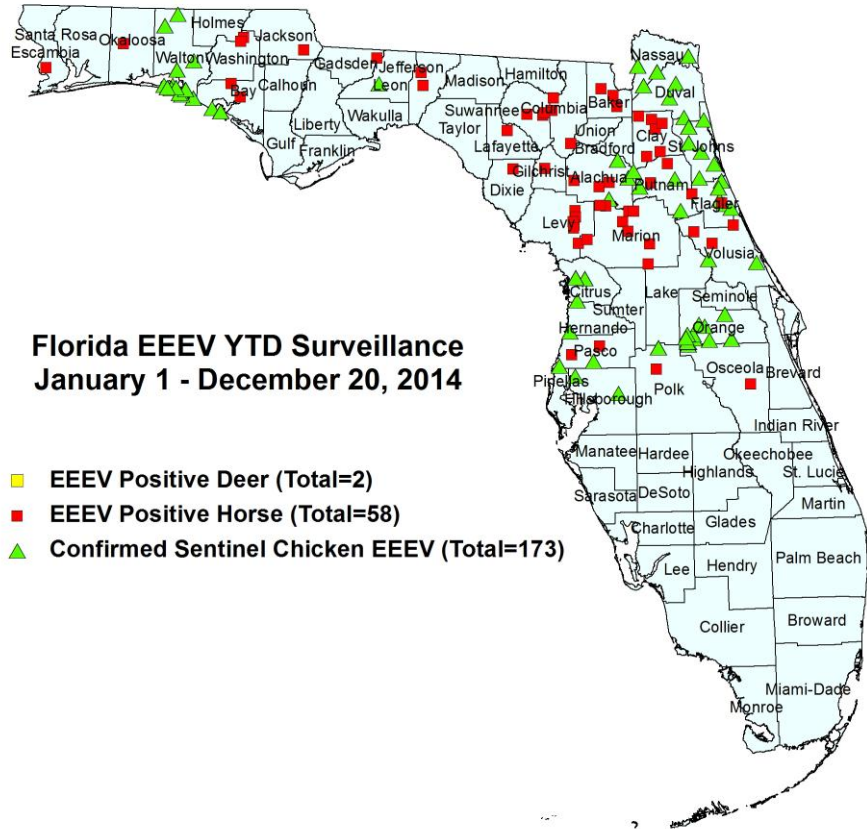 Holmes
Santa Rosa
Okaloosa
Jackson
Escambia
Walton
Washington
Gadsden
Jefferson
Hamilton
Nassau
Madison
Leon
Bay
Calhoun
Baker
Duval
Suwannee
Columbia
Wakulla
Liberty
Taylor
Union
Clay
Gulf
Franklin
Lafayette
Bradford
St. Johns
Gilchrist
Alachua
Putnam
Dixie
Flagler
Levy
Marion
Volusia
Citrus
Lake
Seminole
Sumter
Hernando
Orange
Florida EEEV YTD Surveillance
Pasco
January 1 - December 20, 2014
Osceola
Brevard
Pinellas
Polk
Hillsborough
Indian River
Manatee
Hardee
Okeechobee
EEEV Positive Deer (Total=2)
Highlands
St. Lucie
Sarasota
DeSoto
Martin
EEEV Positive Horse (Total=58)
Charlotte
Glades
Confirmed Sentinel Chicken EEEV (Total=173)
Lee
Hendry
Palm Beach
Broward
Collier
Miami-Dade
Monroe